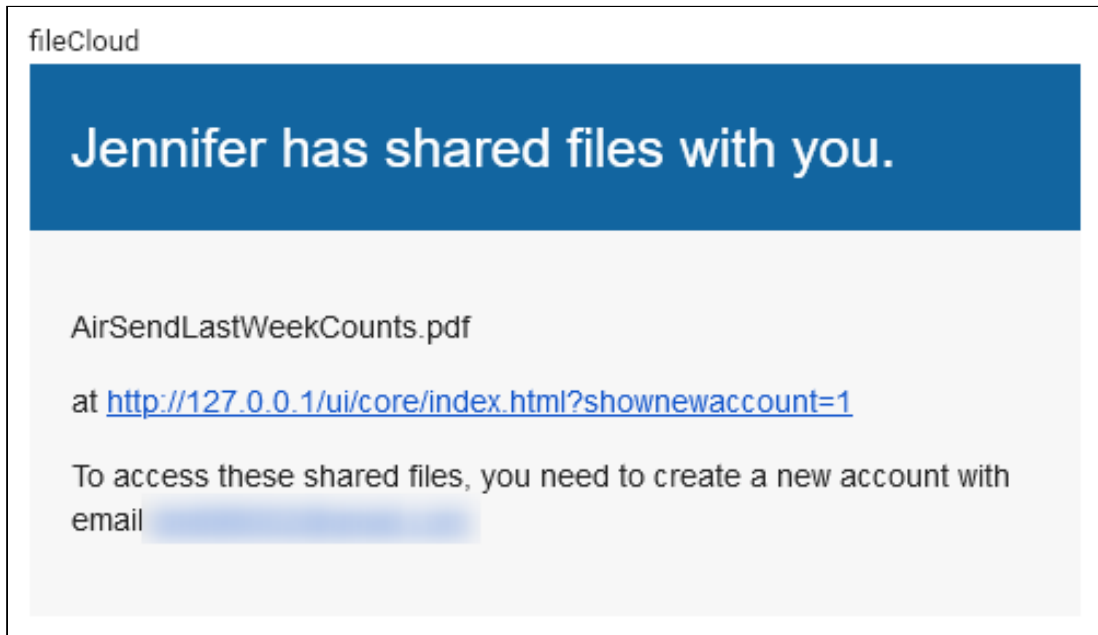 fileCloud
Jennifer has shared files with you.
AirSendLastWeekCounts.pdf
at http://127.0.0.1/ui/core/index.html?shownewaccount=1
To access these shared files, you need to create a new account with
email